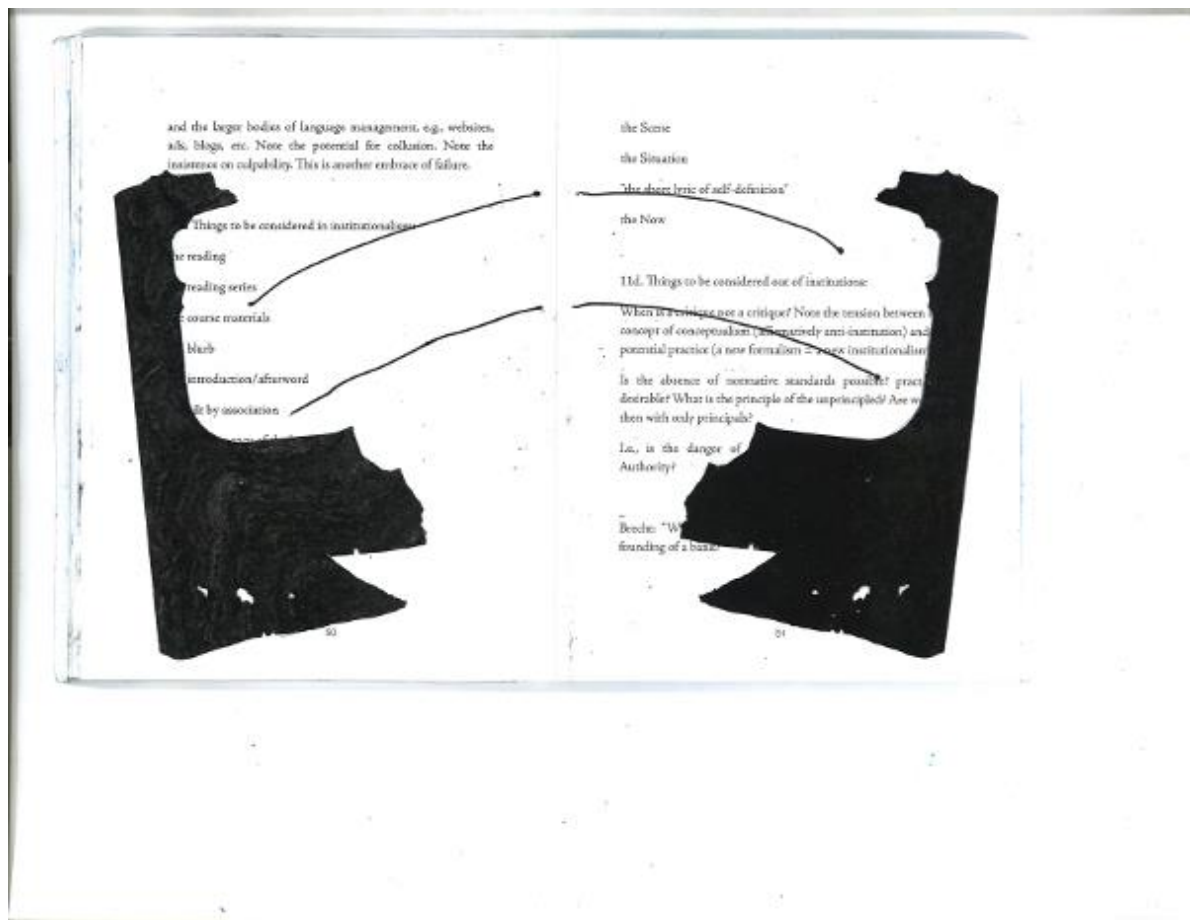 and the larger bodies of language management, e.g., websites,
ads, blogs, etc. Note the potential for collusion. Note the
insistence on culpability. This is another embrace of failure.
Things to be considered in institutionalism:
reading
reading series
course materials
blurb
introduction/afterword
by association
50
the Scene
the Situation
"the short lyric of self-definition"
the Now
11d. Things to be considered out of institutions:
When is a critique not a critique? Note the tension between
concept of conceptualism (affirmatively anti-institution) and
potential practice (a new formalism = a new institutionalism
Is the absence of normative standards possible?
desirable? What is the principle of the unprincipled? Are
then with only principals?
I.e., is the danger of
Authority?
Brecht: "W
founding of a bank?
51